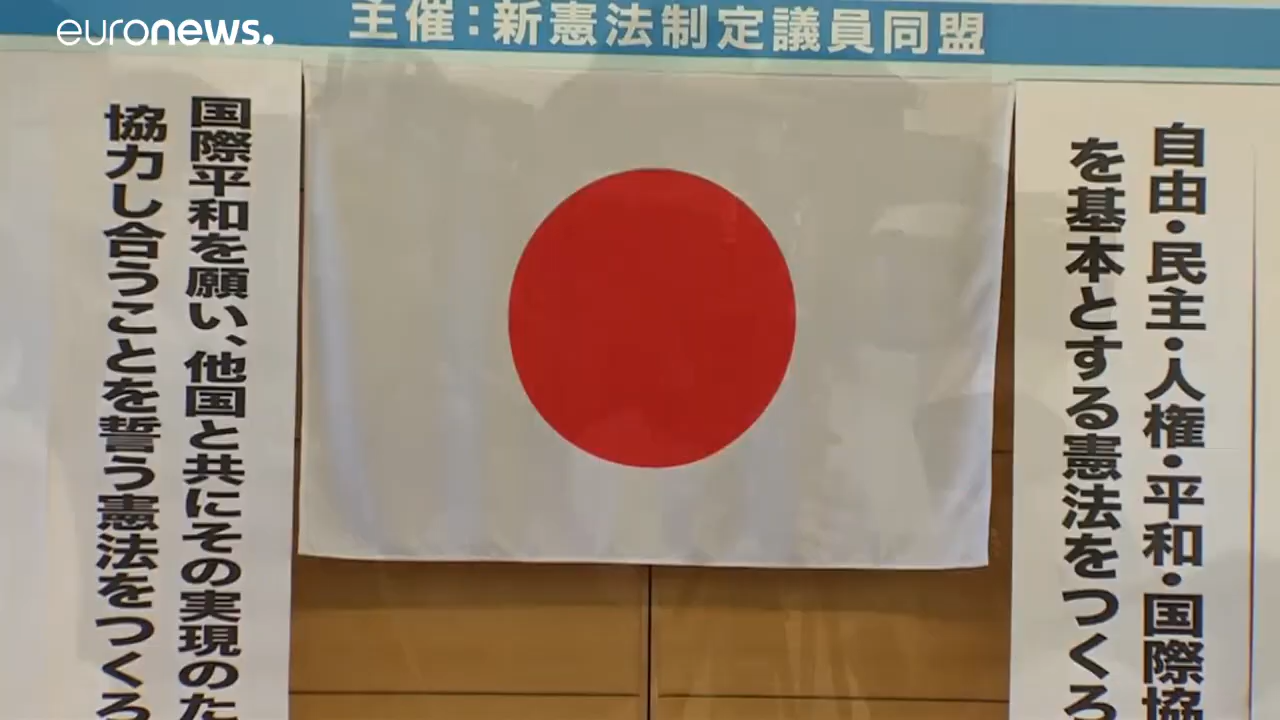 euronews.
主催：新憲法制定議員同盟
自由・民主・人権・平和・国際協
を基本とする憲法をつくろ
国際平和を願い、他国と共にその実現のた
協力し合うことを誓う憲法をつくろ